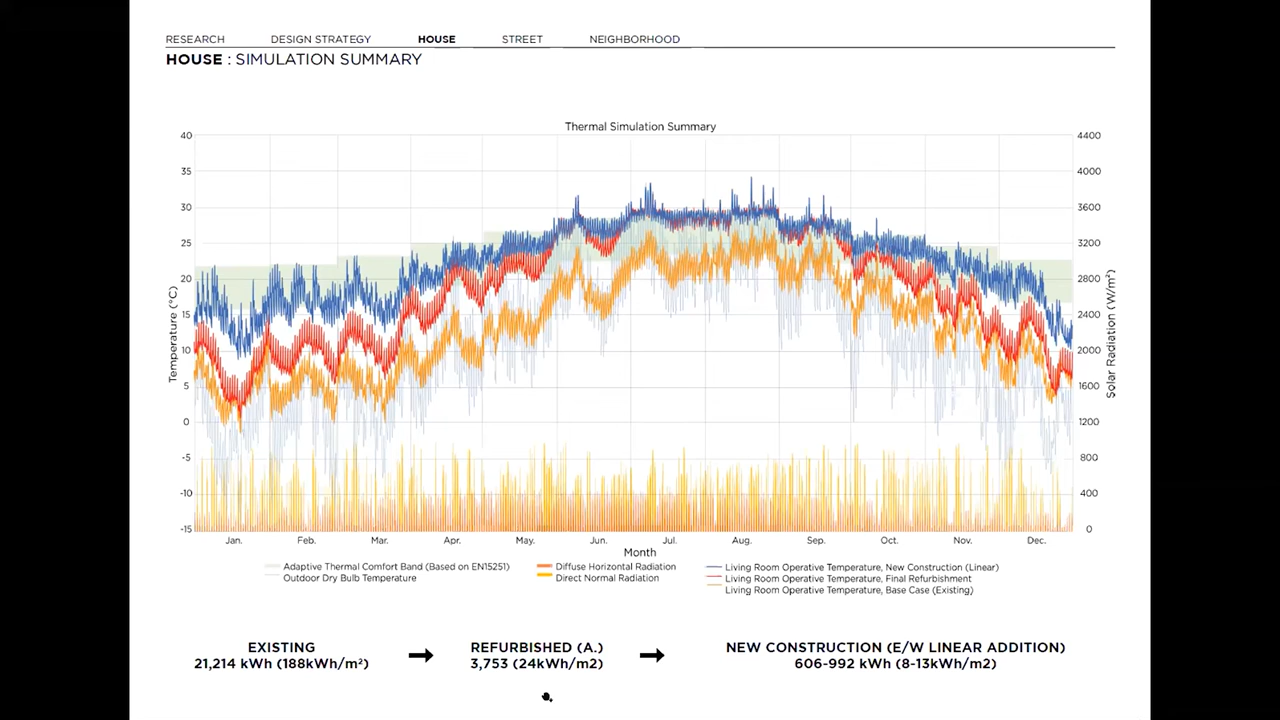 RESEARCH DESIGN STRATEGY HOUSE STREET NEIGHBORHOOD
HOUSE : SIMULATION SUMMARY
Thermal Simulation Summary
40 4400
35 4000
30 3600
25 3200
20 2800
15 2400
10 2000
5 1600
0 1200
-5 800
-10 400
-15 0
Temperature (°C)
Solar Radiation (W/m²)
Jan. Feb. Mar. Apr. May. Jun. Jul. Aug. Sep. Oct. Nov. Dec.
Month
Adaptive Thermal Comfort Band (Based on EN15251)
Outdoor Dry Bulb Temperature
Diffuse Horizontal Radiation
Direct Normal Radiation
Living Room Operative Temperature, New Construction (Linear)
Living Room Operative Temperature, Final Refurbishment
Living Room Operative Temperature, Base Case (Existing)
EXISTING
21,214 kWh (188kWh/m²)
REFURBISHED (A.)
3,753 (24kWh/m2)
NEW CONSTRUCTION (E/W LINEAR ADDITION)
606-992 kWh (8-13kWh/m2)